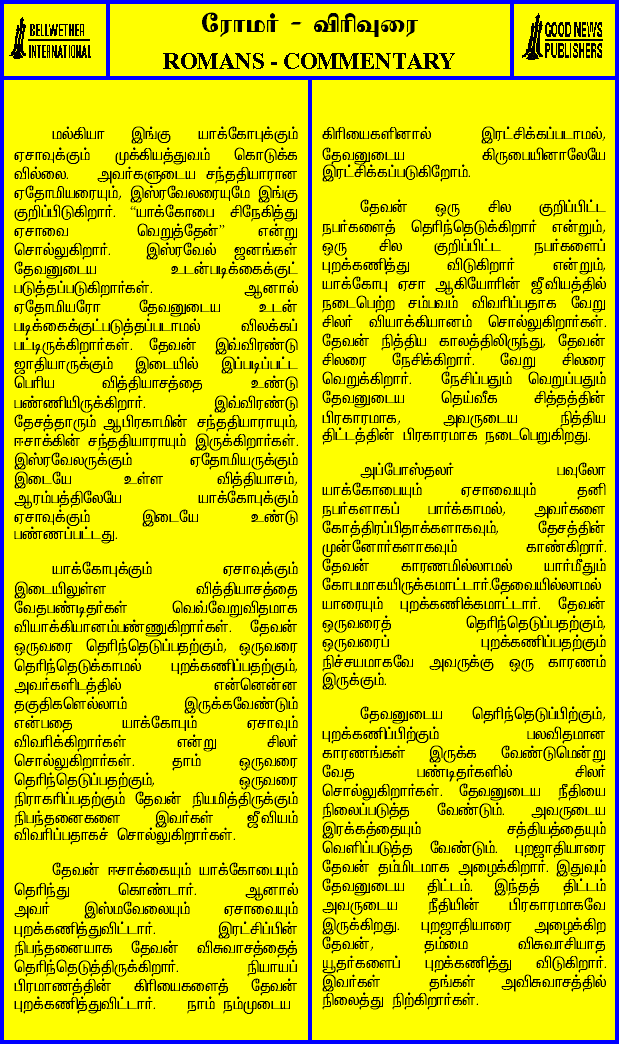 BELLWETHER
INTERNATIONAL
ரோமர் - விரிவுரை
ROMANS - COMMENTARY
GOOD NEWS
PUBLISHERS
மல்கியா இங்கு யாக்கோபுக்கும்
ஏசாவுக்கும் முக்கியத்துவம் கொடுக்க
வில்லை. அவர்களுடைய சந்ததியாரான
ஏதோமியரையும், இஸ்ரவேலரையுமே இங்கு
குறிப்பிடுகிறார். “யாக்கோபை சிநேகித்து
ஏசாவை வெறுத்தேன்” என்று
சொல்லுகிறார். இஸ்ரவேல் ஜனங்கள்
தேவனுடைய உடன்படிக்கைக்குட்
படுத்தப்படுகிறார்கள். ஆனால்
ஏதோமியரோ தேவனுடைய உடன்
படிக்கைக்குட்படுத்தப்படாமல் விலக்கப்
பட்டிருக்கிறார்கள். தேவன் இவ்விரண்டு
ஜாதியாருக்கும் இடையில் இப்படிப்பட்ட
பெரிய வித்தியாசத்தை உண்டு
பண்ணியிருக்கிறார். இவ்விரண்டு
தேசத்தாரும் ஆபிரகாமின் சந்ததியாராயும்,
ஈசாக்கின் சந்ததியாராயும் இருக்கிறார்கள்.
இஸ்ரவேலருக்கும் ஏதோமியருக்கும்
இடையே உள்ள வித்தியாசம்,
ஆரம்பத்திலேயே யாக்கோபுக்கும்
ஏசாவுக்கும் இடையே உண்டு
பண்ணப்பட்டது.
யாக்கோபுக்கும் ஏசாவுக்கும்
இடையிலுள்ள வித்தியாசத்தை
வேதபண்டிதர்கள் வெவ்வேறுவிதமாக
வியாக்கியானம்பண்ணுகிறார்கள். தேவன்
ஒருவரை தெரிந்தெடுப்பதற்கும், ஒருவரை
தெரிந்தெடுக்காமல் புறக்கணிப்பதற்கும்,
அவர்களிடத்தில் என்னென்ன
தகுதிகளெல்லாம் இருக்கவேண்டும்
என்பதை யாக்கோபும் ஏசாவும்
விவரிக்கிறார்கள் என்று சிலர்
சொல்லுகிறார்கள். தாம் ஒருவரை
தெரிந்தெடுப்பதற்கும், ஒருவரை
நிராகரிப்பதற்கும் தேவன் நியமித்திருக்கும்
நிபந்தனைகளை இவர்கள் ஜீவியம்
விவரிப்பதாகச் சொல்லுகிறார்கள்.
தேவன் ஈசாக்கையும் யாக்கோபையும்
தெரிந்து கொண்டார். ஆனால்
அவர் இஸ்மவேலையும் ஏசாவையும்
புறக்கணித்துவிட்டார். இரட்சிப்பின்
நிபந்தனையாக தேவன் விசுவாசத்தைத்
தெரிந்தெடுத்திருக்கிறார். நியாயப்
பிரமாணத்தின் கிரியைகளைத் தேவன்
புறக்கணித்துவிட்டார். நாம் நம்முடைய
கிரியைகளினால் இரட்சிக்கப்படாமல்,
தேவனுடைய கிருபையினாலேயே
இரட்சிக்கப்படுகிறோம்.
தேவன் ஒரு சில குறிப்பிட்ட
நபர்களைத் தெரிந்தெடுக்கிறார் என்றும்,
ஒரு சில குறிப்பிட்ட நபர்களைப்
புறக்கணித்து விடுகிறார் என்றும்,
யாக்கோபு ஏசா ஆகியோரின் ஜீவியத்தில்
நடைபெற்ற சம்பவம் விவரிப்பதாக வேறு
சிலர் வியாக்கியானம் சொல்லுகிறார்கள்.
தேவன் நித்திய காலத்திலிருந்து, தேவன்
சிலரை நேசிக்கிறார். வேறு சிலரை
வெறுக்கிறார். நேசிப்பதும் வெறுப்பதும்
தேவனுடைய தெய்வீக சித்தத்தின்
பிரகாரமாக, அவருடைய நித்திய
திட்டத்தின் பிரகாரமாக நடைபெறுகிறது.
அப்போஸ்தலர் பவுலோ
யாக்கோபையும் ஏசாவையும் தனி
நபர்களாகப் பார்க்காமல், அவர்களை
கோத்திரப்பிதாக்களாகவும், தேசத்தின்
முன்னோர்களாகவும் காண்கிறார்.
தேவன் காரணமில்லாமல் யார்மீதும்
கோபமாகயிருக்கமாட்டார்.தேவையில்லாமல்
யாரையும் புறக்கணிக்கமாட்டார். தேவன்
ஒருவரைத் தெரிந்தெடுப்பதற்கும்,
ஒருவரைப் புறக்கணிப்பதற்கும்
நிச்சயமாகவே அவருக்கு ஒரு காரணம்
இருக்கும்.
தேவனுடைய தெரிந்தெடுப்பிற்கும்,
புறக்கணிப்பிற்கும் பலவிதமான
காரணங்கள் இருக்க வேண்டுமென்று
வேத பண்டிதர்களில் சிலர்
சொல்லுகிறார்கள். தேவனுடைய நீதியை
நிலைப்படுத்த வேண்டும். அவருடைய
இரக்கத்தையும் சத்தியத்தையும்
வெளிப்படுத்த வேண்டும். புறஜாதியாரை
தேவன் தம்மிடமாக அழைக்கிறார். இதுவும்
தேவனுடைய திட்டம். இந்தத் திட்டம்
அவருடைய நீதியின் பிரகாரமாகவே
இருக்கிறது. புறஜாதியாரை அழைக்கிற
தேவன், தம்மை விசுவாசியாத
யூதர்களைப் புறக்கணித்து விடுகிறார்.
இவர்கள் தங்கள் அவிசுவாசத்தில்
நிலைத்து நிற்கிறார்கள்.